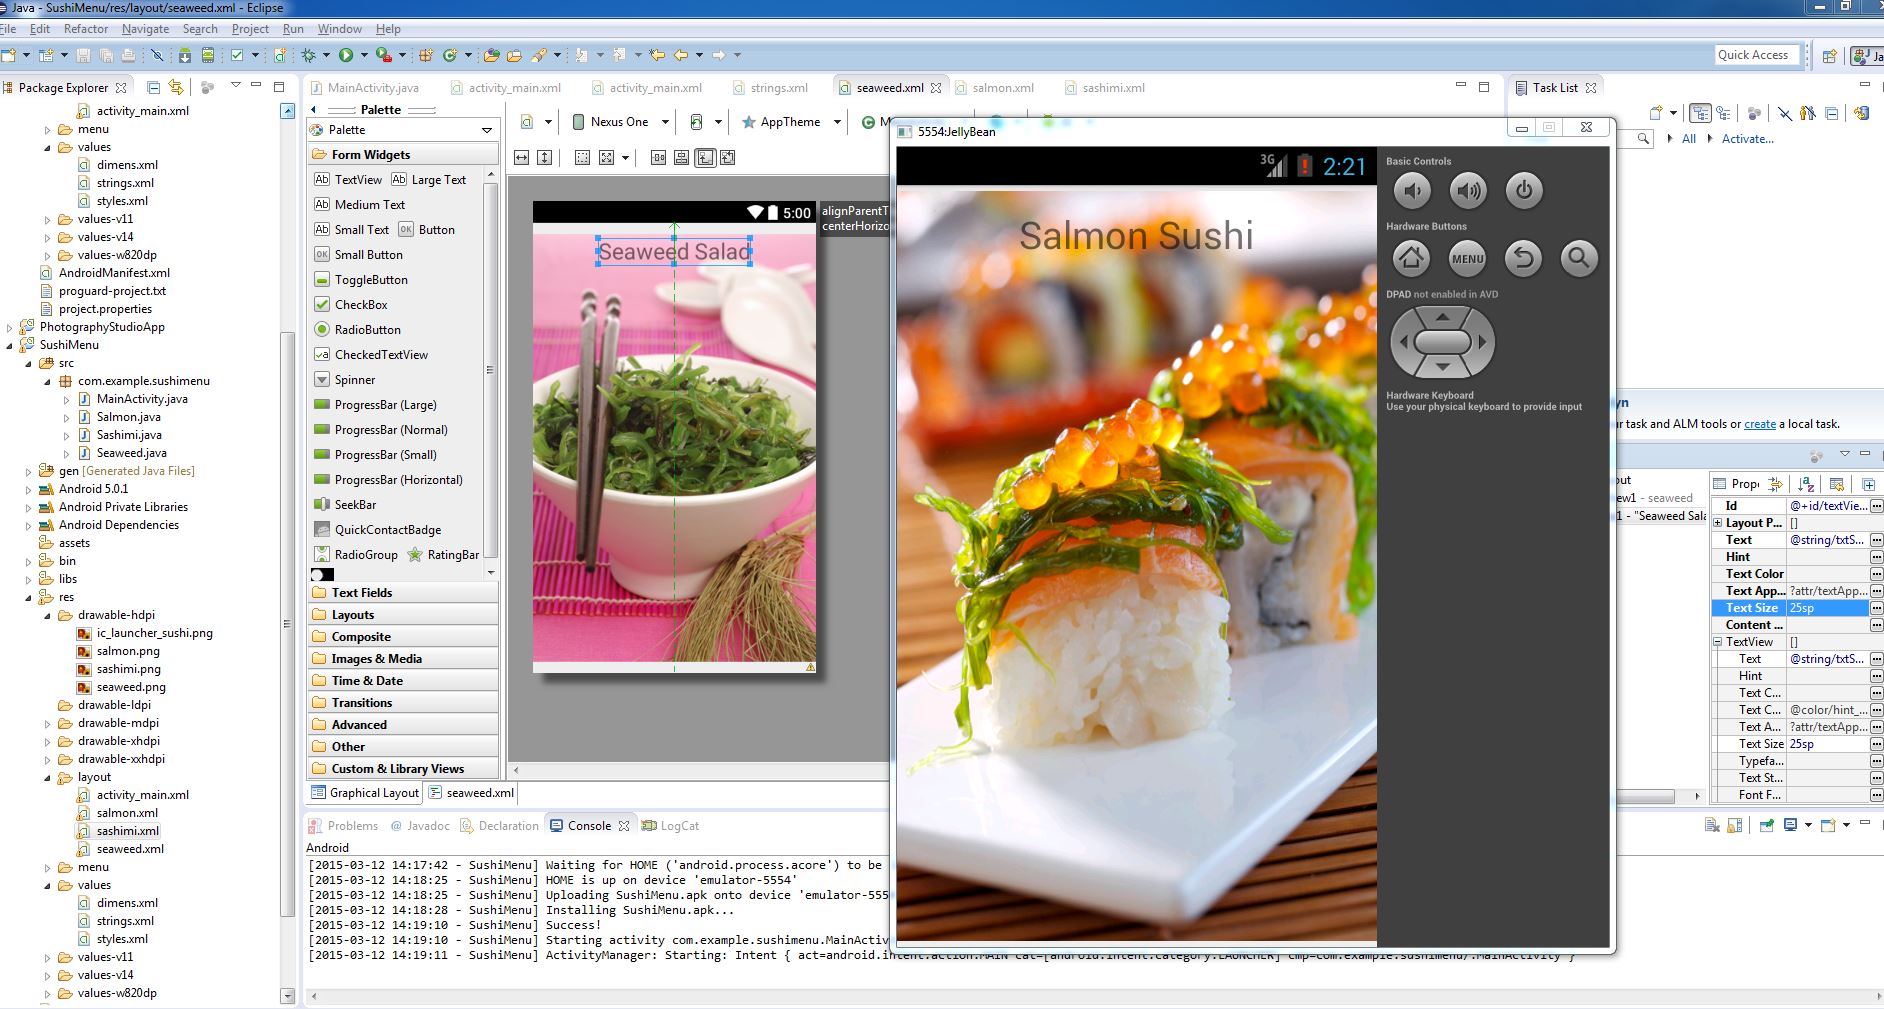 Java - SushiMenu/res/layout/seaweed.xml - Eclipse
File Edit Refactor Navigate Search Project Run Window Help
Quick Access
Package Explorer
activity_main.xml
menu
values
dimens.xml
strings.xml
styles.xml
values-v11
values-v14
values-w820dp
AndroidManifest.xml
proguard-project.txt
project.properties
PhotographyStudioApp
SushiMenu
src
com.example.sushimenu
MainActivity.java
Salmon.java
Sashimi.java
Seaweed.java
gen [Generated Java Files]
Android 5.0.1
Android Private Libraries
Android Dependencies
assets
bin
libs
res
drawable-hdpi
ic_launcher_sushi.png
salmon.png
sashimi.png
seaweed.png
drawable-ldpi
drawable-mdpi
drawable-xhdpi
drawable-xxhdpi
layout
activity_main.xml
salmon.xml
sashimi.xml
seaweed.xml
menu
values
dimens.xml
strings.xml
styles.xml
values-v11
values-v14
values-w820dp
MainActivity.java activity_main.xml activity_main.xml strings.xml seaweed.xml salmon.xml sashimi.xml
Palette
Palette
Form Widgets
TextView Large Text
Medium Text
Small Text Button
Small Button
ToggleButton
CheckBox
RadioButton
CheckedTextView
Spinner
ProgressBar (Large)
ProgressBar (Normal)
ProgressBar (Small)
ProgressBar (Horizontal)
SeekBar
QuickContactBadge
RadioGroup RatingBar
Text Fields
Layouts
Composite
Images & Media
Time & Date
Transitions
Advanced
Other
Custom & Library Views
Graphical Layout seaweed.xml
Nexus One AppTheme
5:00
alignParentT
centerHorizo
Seaweed Salad
5554:JellyBean
3G 2:21
Salmon Sushi
Basic Controls
Hardware Buttons
MENU
DPAD not enabled in AVD
Hardware Keyboard
Use your physical keyboard to provide input
Task List
All Activate...
yn
r task and ALM tools or create a local task.
out
ew1 - seaweed
1 - "Seaweed Sala
Prope
Id @+id/textVie...
Layout P... []
Text @string/txtS...
Hint
Text Color
Text App... ?attr/textApp...
Text Size 25sp
Content ...
TextView []
Text @string/txtS...
Hint
Text C...
Text C... @color/hint_...
Text A... ?attr/textApp...
Text Size 25sp
Typefa...
Text St...
Font F...
Problems Javadoc Declaration Console LogCat
Android
[2015-03-12 14:17:42 - SushiMenu] Waiting for HOME ('android.process.acore') to be
[2015-03-12 14:18:25 - SushiMenu] HOME is up on device 'emulator-5554'
[2015-03-12 14:18:25 - SushiMenu] Uploading SushiMenu.apk onto device 'emulator-555
[2015-03-12 14:18:28 - SushiMenu] Installing SushiMenu.apk...
[2015-03-12 14:19:10 - SushiMenu] Success!
[2015-03-12 14:19:10 - SushiMenu] Starting activity com.example.sushimenu.MainActiv
[2015-03-12 14:19:11 - SushiMenu] ActivityManager: Starting: Intent { act=android.intent.action.MAIN cat=[android.intent.category.LAUNCHER] cmp=com.example.sushimenu/.MainActivity }